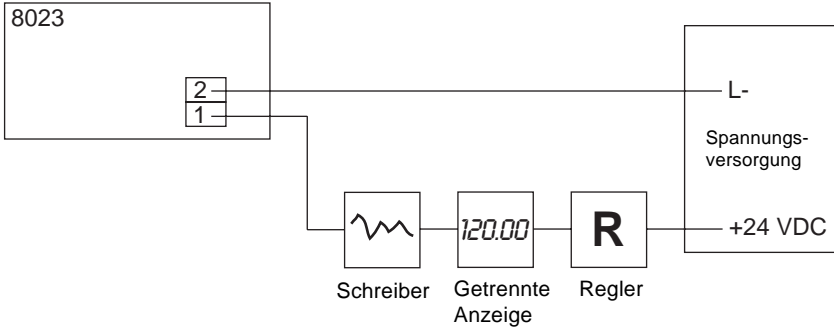 8023
2
1
L-
Spannungs-
versorgung
+24 VDC
120.00
R
Schreiber
Getrennte
Anzeige
Regler